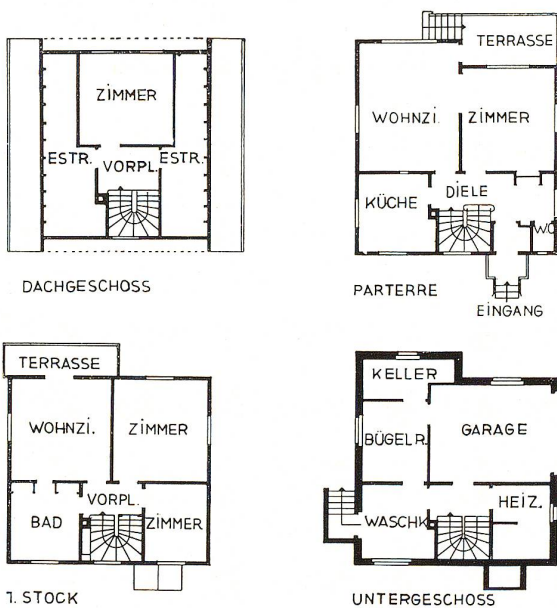 ZIMMER
ESTR. VORPL. ESTR.
DACHGESCHOSS
TERRASSE
WOHNZI. ZIMMER
KÜCHE DIELE
WC
PARTERRE
EINGANG
TERRASSE
WOHNZI. ZIMMER
VORPL.
BAD ZIMMER
1. STOCK
KELLER
BÜGELR. GARAGE
WASCHK HEIZ.
UNTERGESCHOSS